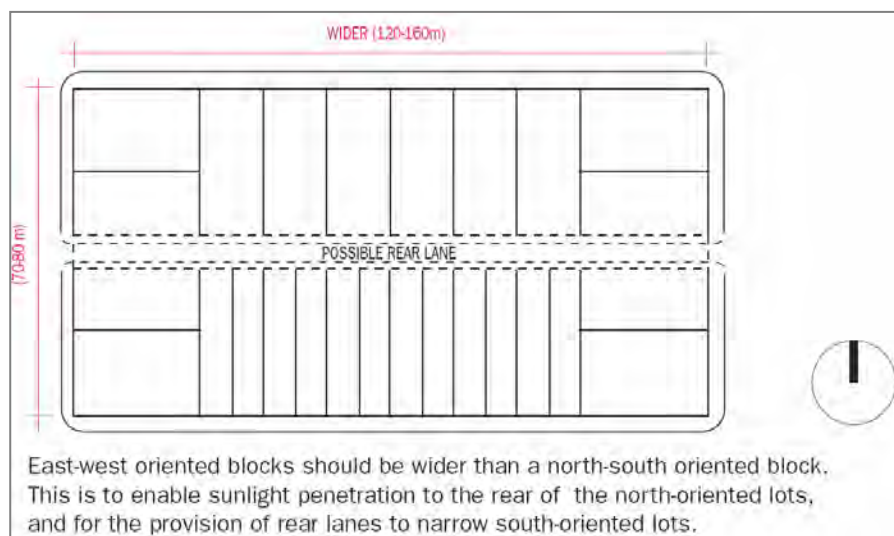 WIDER (120-160m)
(70-80 m)
POSSIBLE REAR LANE
East-west oriented blocks should be wider than a north-south oriented block.
This is to enable sunlight penetration to the rear of the north-oriented lots,
and for the provision of rear lanes to narrow south-oriented lots.